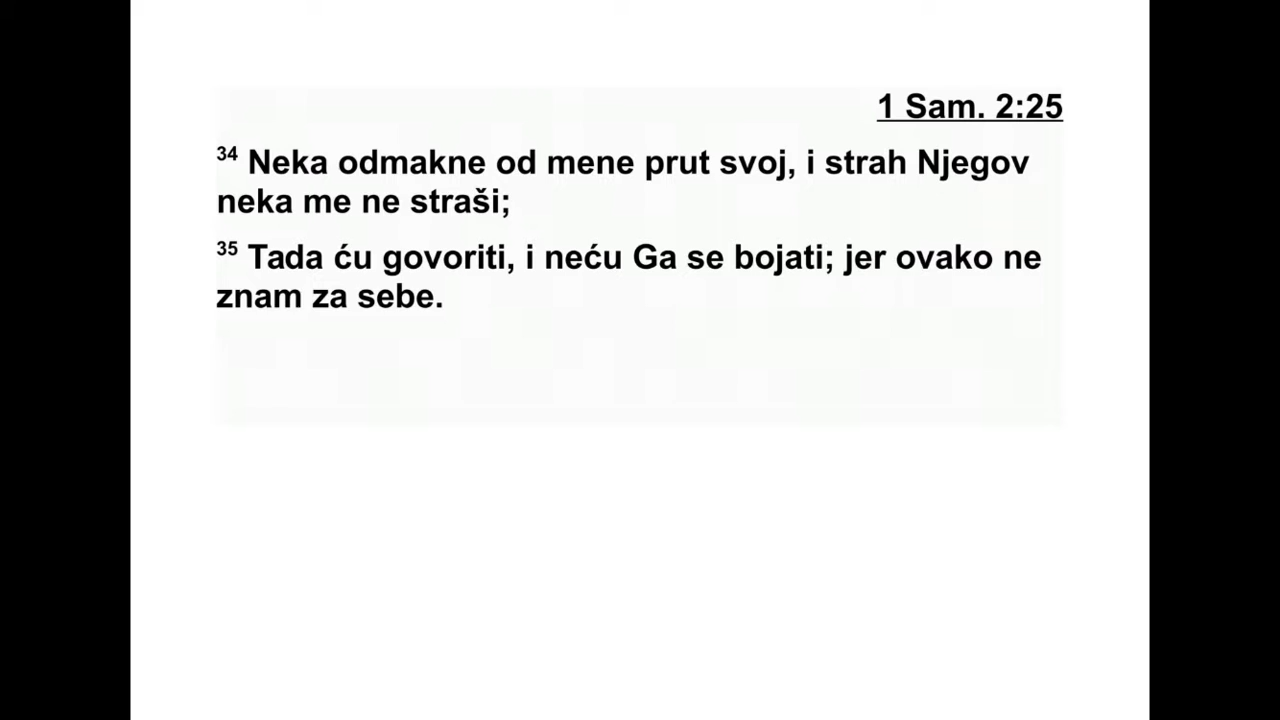 1 Sam. 2:25
34 Neka odmakne od mene prut svoj, i strah Njegov
neka me ne straši;
35 Tada ću govoriti, i neću Ga se bojati; jer ovako ne
znam za sebe.